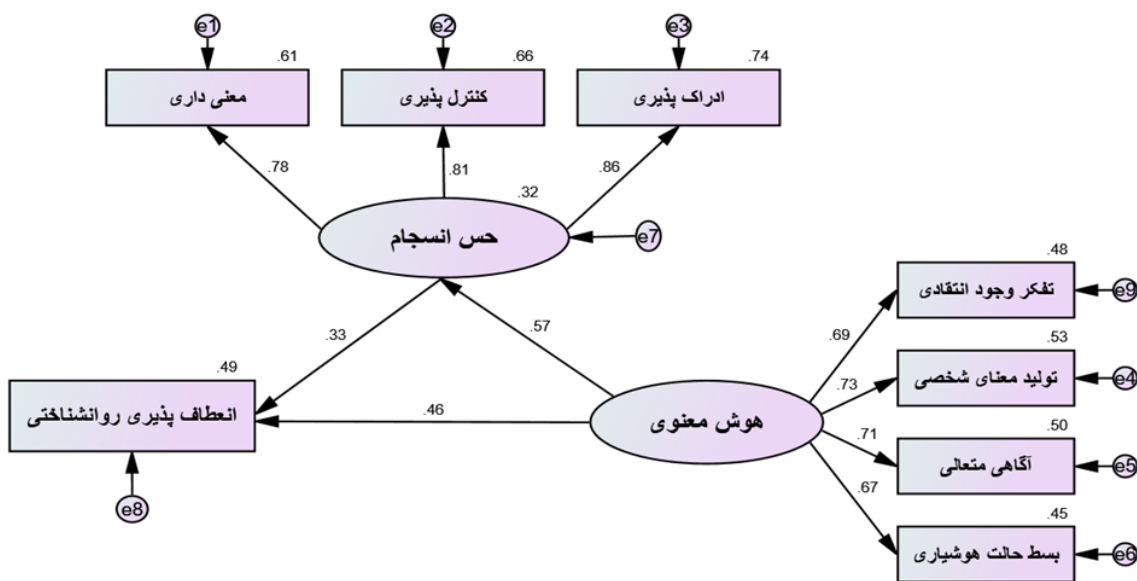 e1
e2
e3
.61
.66
.74
معنی داری
کنترل پذیری
ادراک پذیری
.78
.81
.86
.32
حس انسجام
e7
.48
تفکر وجود انتقادی
e9
.57
.33
.69
.53
تولید معنای شخصی
e4
.73
.49
انعطاف پذیری روانشناختی
.46
هوش معنوی
.71
.50
آگاهی متعالی
e5
.67
e8
.45
بسط حالت هوشیاری
e6